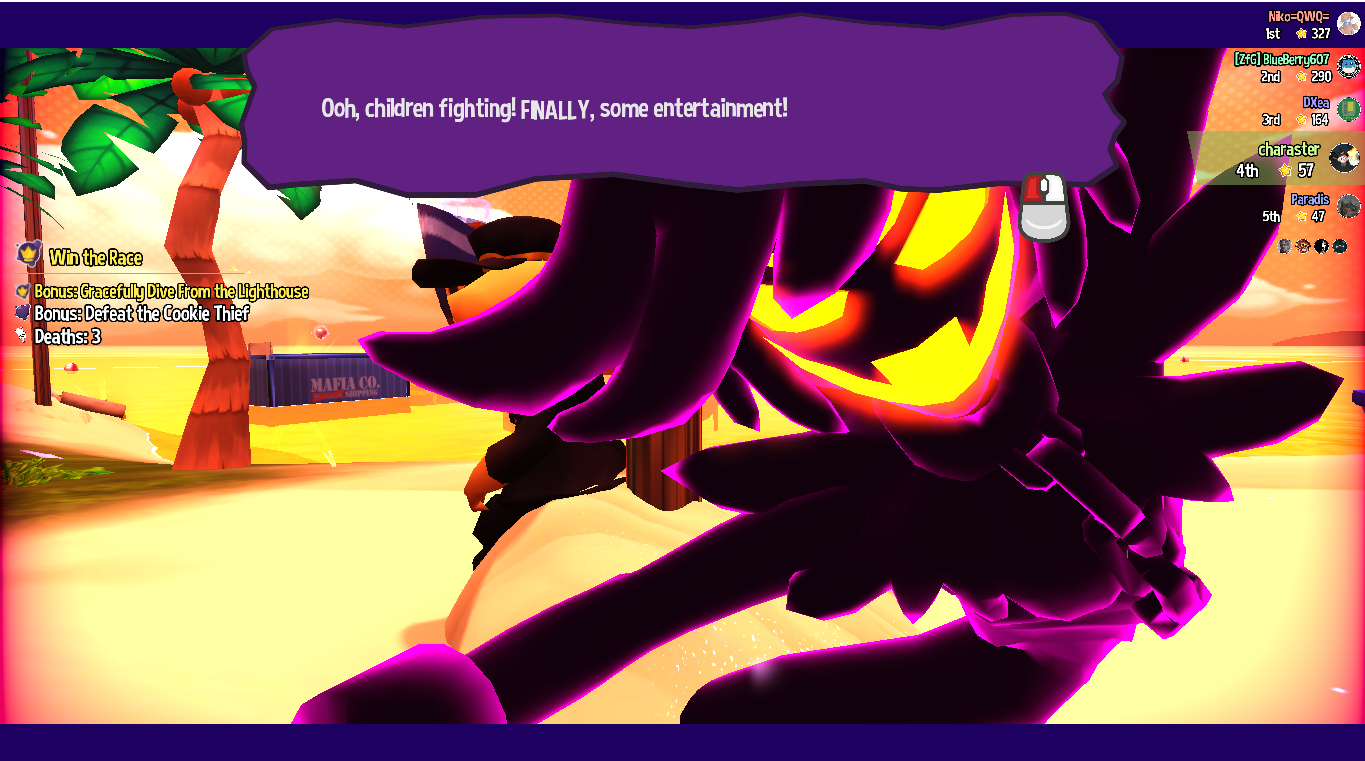 Ooh, children fighting! FINALLY, some entertainment!
Niko=QWQ=
1st 327
[ZfG] BlueBerry607
2nd 290
DXea
3rd 164
charaster
4th 57
Paradis
5th 47
Win the Race
Bonus: Gracefully Dive From the Lighthouse
Bonus: Defeat the Cookie Thief
Deaths: 3
MAFIA CO.
SHIPPING